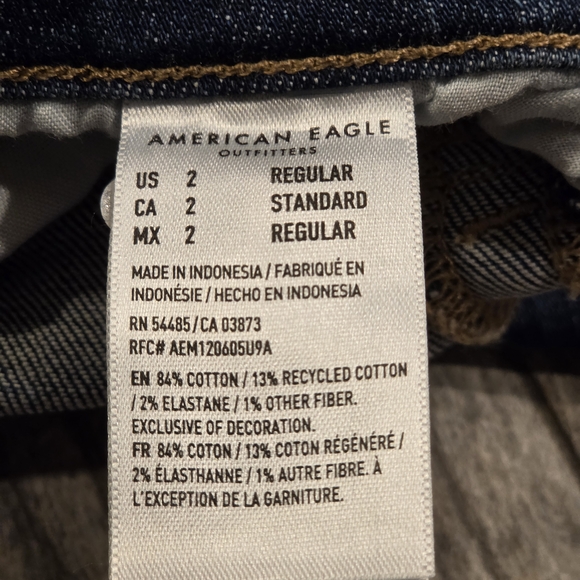 AMERICAN EAGLE
OUTFITTERS
US 2 REGULAR
CA 2 STANDARD
MX 2 REGULAR
MADE IN INDONESIA / FABRIQUÉ EN
INDONÉSIE / HECHO EN INDONESIA
RN 54485/CA 03873
RFC# AEM120605U9A
EN 84% COTTON / 13% RECYCLED COTTON
/ 2% ELASTANE / 1% OTHER FIBER.
EXCLUSIVE OF DECORATION.
FR 84% COTON / 13% COTON RÉGÉNÉRÉ /
2% ÉLASTHANNE / 1% AUTRE FIBRE. À
L'EXCEPTION DE LA GARNITURE.